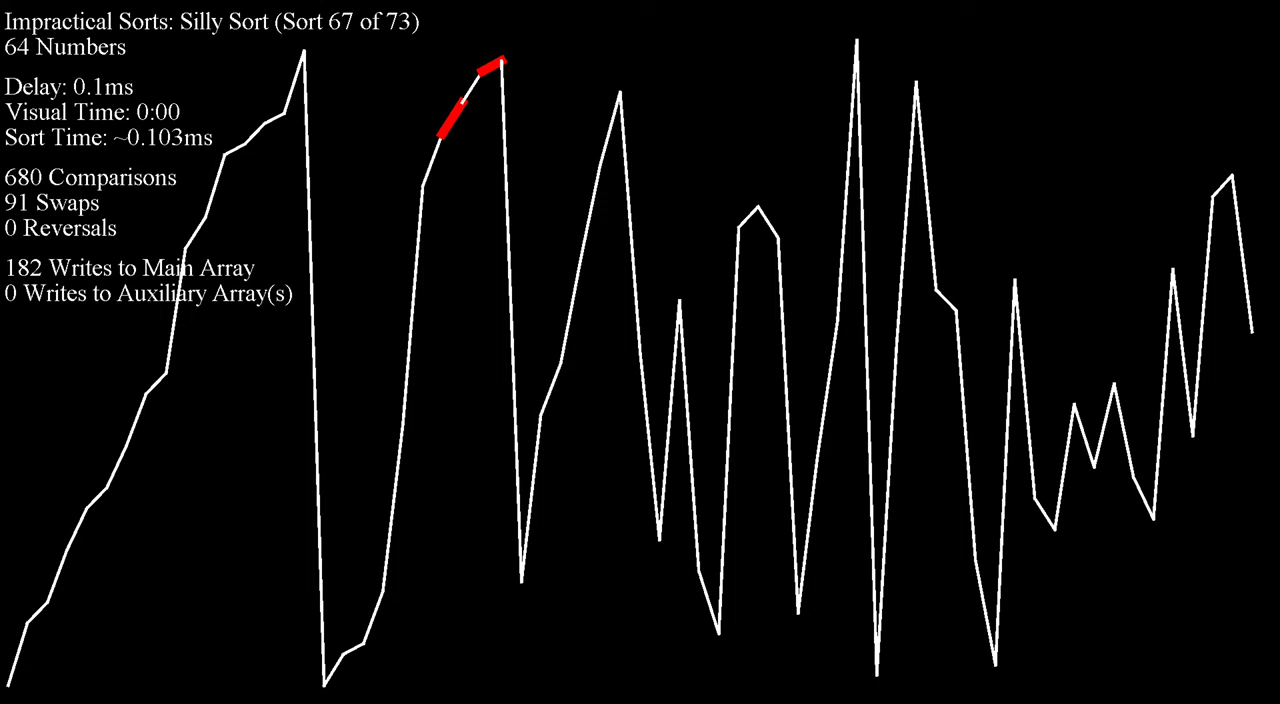 Impractical Sorts: Silly Sort (Sort 67 of 73)
64 Numbers
Delay: 0.1ms
Visual Time: 0:00
Sort Time: ~0.103ms
680 Comparisons
91 Swaps
0 Reversals
182 Writes to Main Array
0 Writes to Auxiliary Array(s)